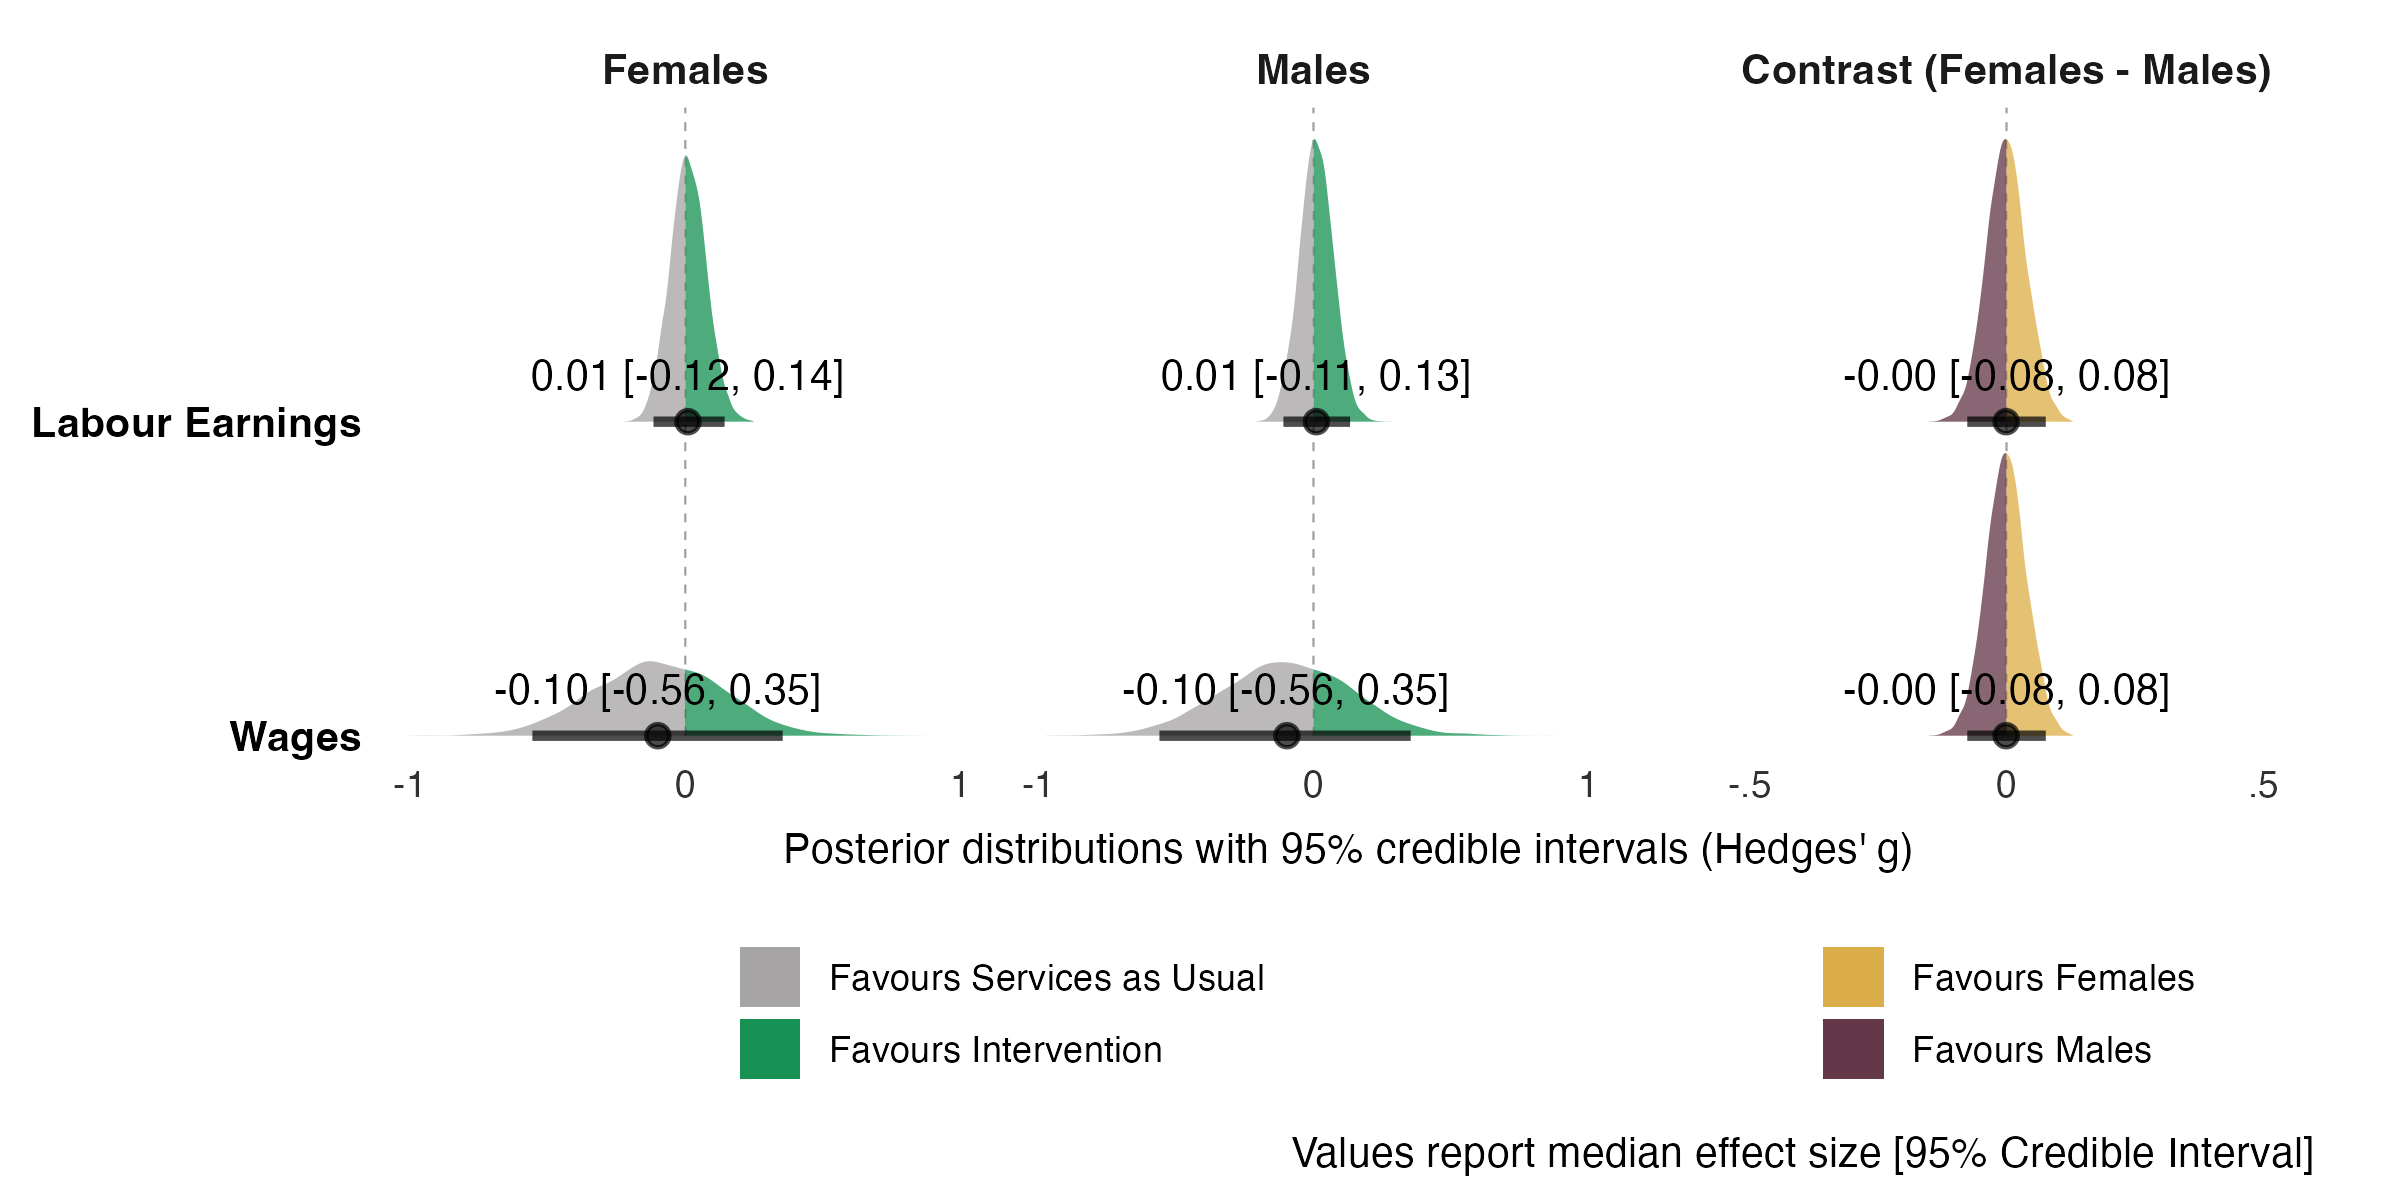 Females Males Contrast (Females - Males)
0.01 [-0.12, 0.14] 0.01 [-0.11, 0.13] -0.00 [-0.08, 0.08]
Labour Earnings
-0.10 [-0.56, 0.35] -0.10 [-0.56, 0.35] -0.00 [-0.08, 0.08]
Wages
-1 0 1 -1 0 1 -.5 0 .5
Posterior distributions with 95% credible intervals (Hedges' g)
Favours Services as Usual Favours Females
Favours Intervention Favours Males
Values report median effect size [95% Credible Interval]